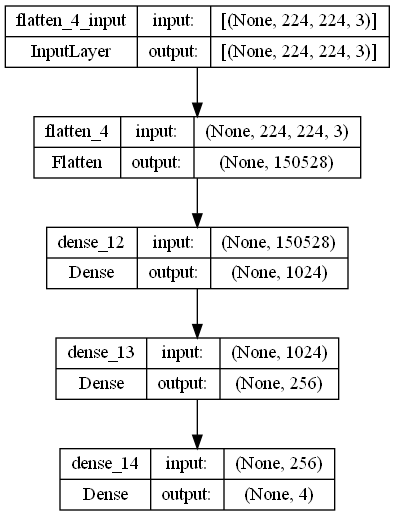 flatten_4_input input: [(None, 224, 224, 3)]
InputLayer output: [(None, 224, 224, 3)]
flatten_4 input: (None, 224, 224, 3)
Flatten output: (None, 150528)
dense_12 input: (None, 150528)
Dense output: (None, 1024)
dense_13 input: (None, 1024)
Dense output: (None, 256)
dense_14 input: (None, 256)
Dense output: (None, 4)